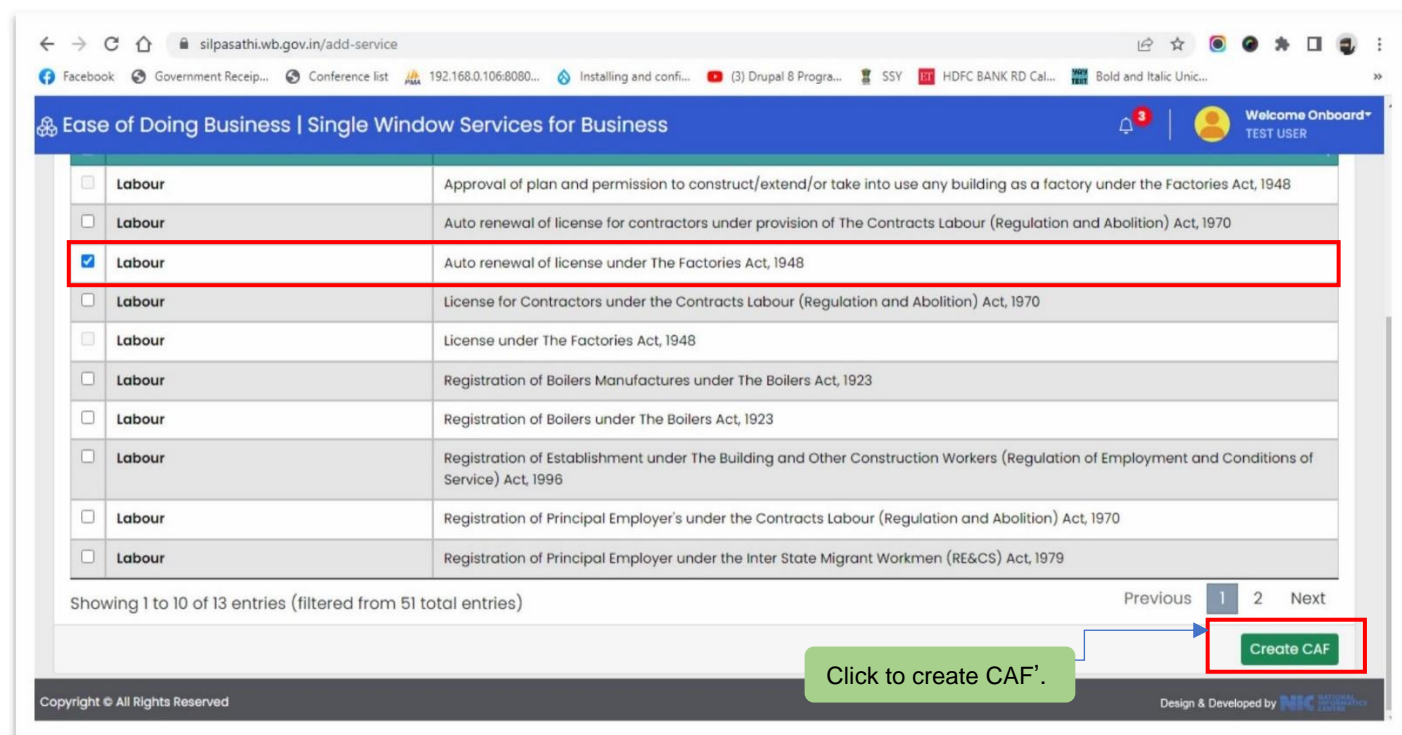 silpasathi.wb.gov.in/add-service
Facebook Government Receip... Conference list 192.168.0.106:8080... Installing and confi... (3) Drupal 8 Progra... SSY HDFC BANK RD Cal... Bold and Italic Unic... »
Ease of Doing Business | Single Window Services for Business 3 Welcome Onboard
TEST USER
Labour Approval of plan and permission to construct/extend/or take into use any building as a factory under the Factories Act, 1948
Labour Auto renewal of license for contractors under provision of The Contracts Labour (Regulation and Abolition) Act, 1970
Labour Auto renewal of license under The Factories Act, 1948
Labour License for Contractors under the Contracts Labour (Regulation and Abolition) Act, 1970
Labour License under The Factories Act, 1948
Labour Registration of Boilers Manufactures under The Boilers Act, 1923
Labour Registration of Boilers under The Boilers Act, 1923
Labour Registration of Establishment under The Building and Other Construction Workers (Regulation of Employment and Conditions of
Service) Act, 1996
Labour Registration of Principal Employer's under the Contracts Labour (Regulation and Abolition) Act, 1970
Labour Registration of Principal Employer under the Inter State Migrant Workmen (RE&CS) Act, 1979
Showing 1 to 10 of 13 entries (filtered from 51 total entries) Previous 1 2 Next
Create CAF
Click to create CAF’.
Copyright © All Rights Reserved Design & Developed by NIC NATIONAL
INFORMATICS
CENTRE